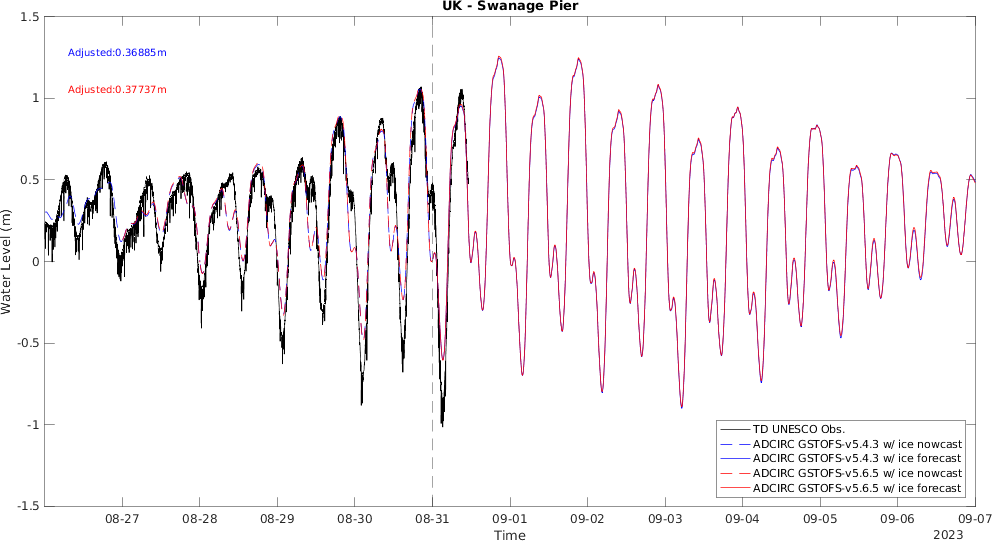 UK - Swanage Pier
Adjusted:0.36885m
Adjusted:0.37737m
Water Level (m)
1.5
1
0.5
0
-0.5
-1
-1.5
TD UNESCO Obs.
ADCIRC GSTOFS-v5.4.3 w/ ice nowcast
ADCIRC GSTOFS-v5.4.3 w/ ice forecast
ADCIRC GSTOFS-v5.6.5 w/ ice nowcast
ADCIRC GSTOFS-v5.6.5 w/ ice forecast
08-27 08-28 08-29 08-30 08-31 09-01 09-02 09-03 09-04 09-05 09-06 09-07
Time
2023